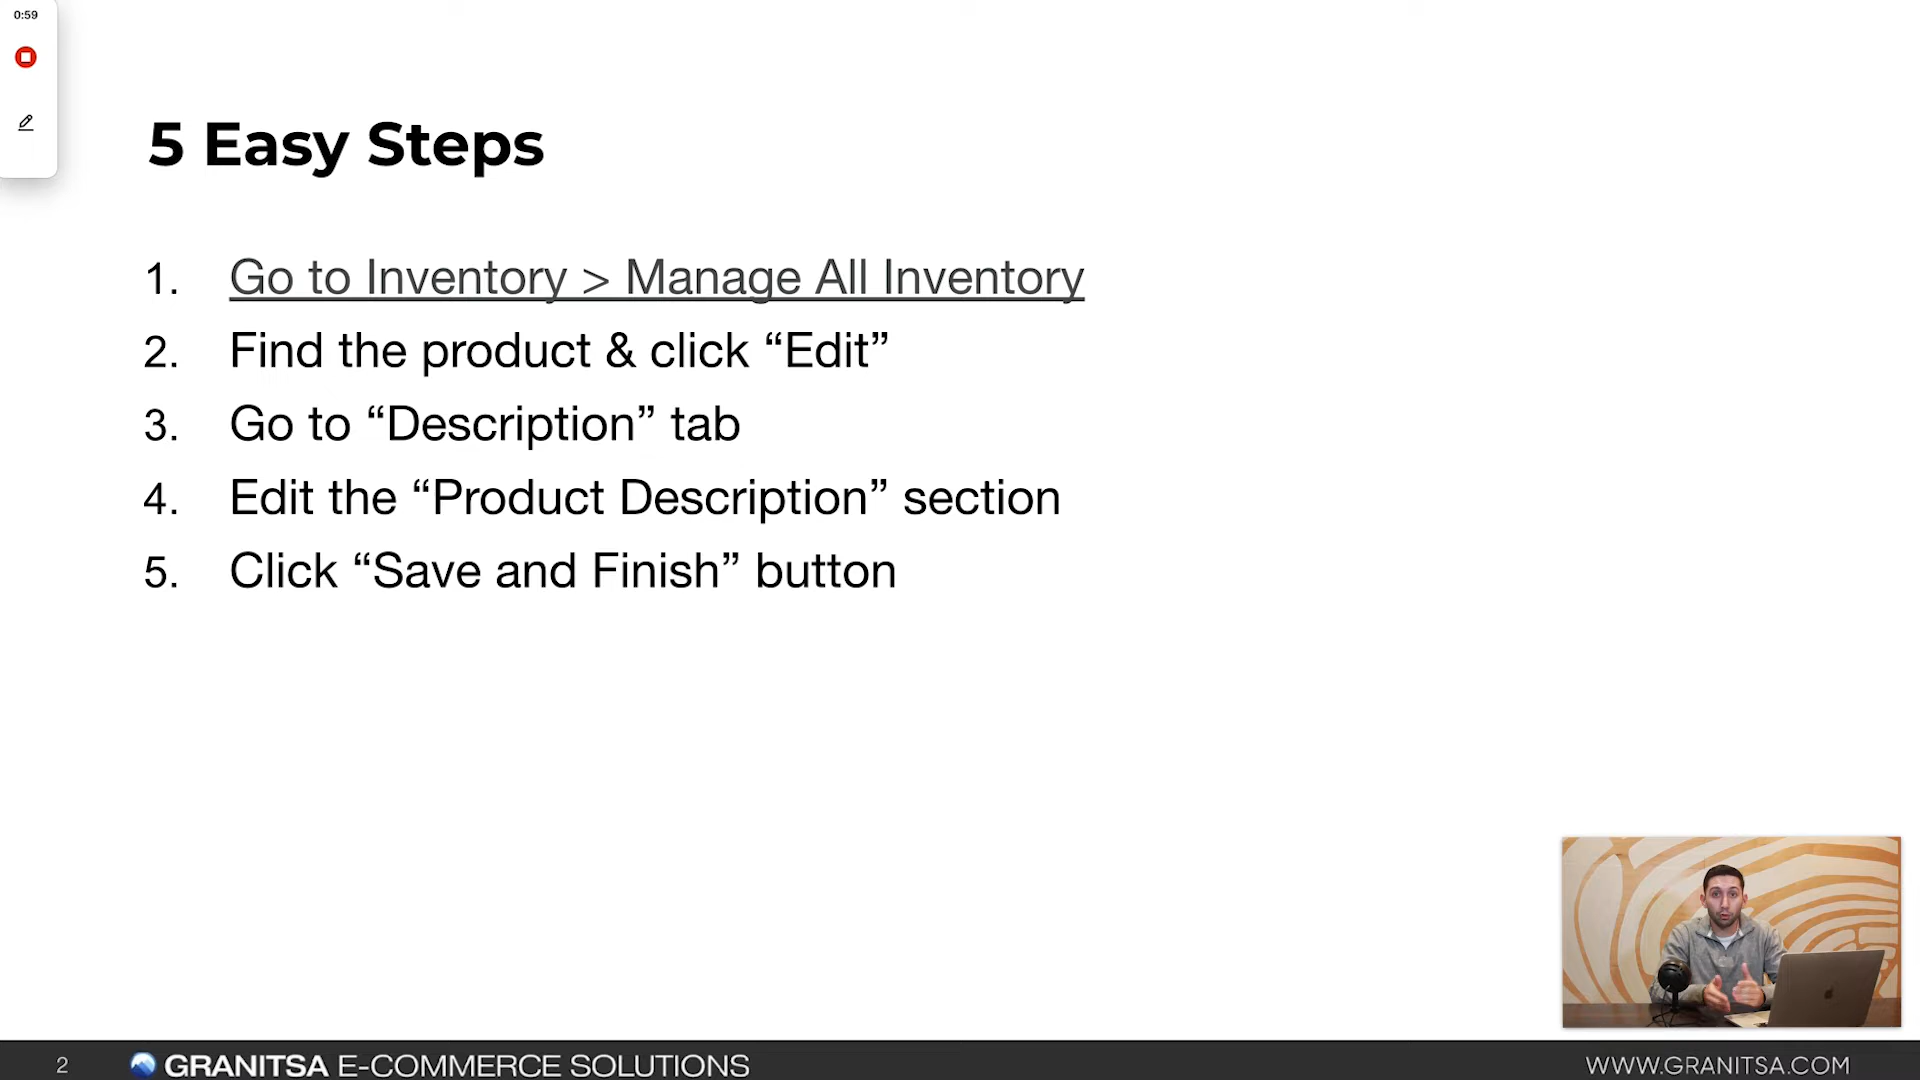 0:59
5 Easy Steps
1. Go to Inventory > Manage All Inventory
2. Find the product & click “Edit”
3. Go to “Description” tab
4. Edit the “Product Description” section
5. Click “Save and Finish” button
2 GRANITSA E-COMMERCE SOLUTIONS WWW.GRANITSA.COM